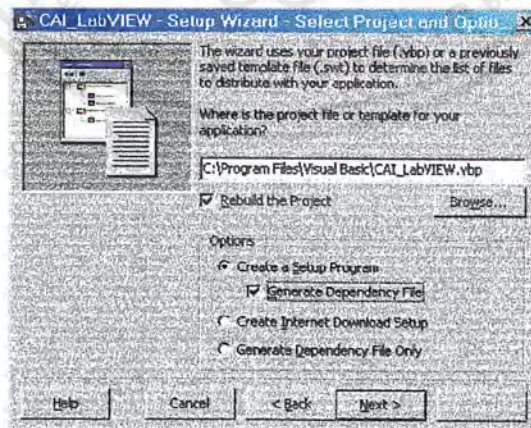 CAI_LabVIEW - Setup Wizard - Select Project and Optio...
The wizard uses your project file (.vbp) or a previously
saved template file (.swt) to determine the list of files
to distribute with your application.
Where is the project file or template for your
application?
C:\Program Files\Visual Basic\CAI_LabVIEW.vbp
Rebuild the Project
Browse...
Options
Create a Setup Program
Generate Dependency File
Create Internet Download Setup
Generate Dependency File Only
Help
Cancel
< Back
Next >